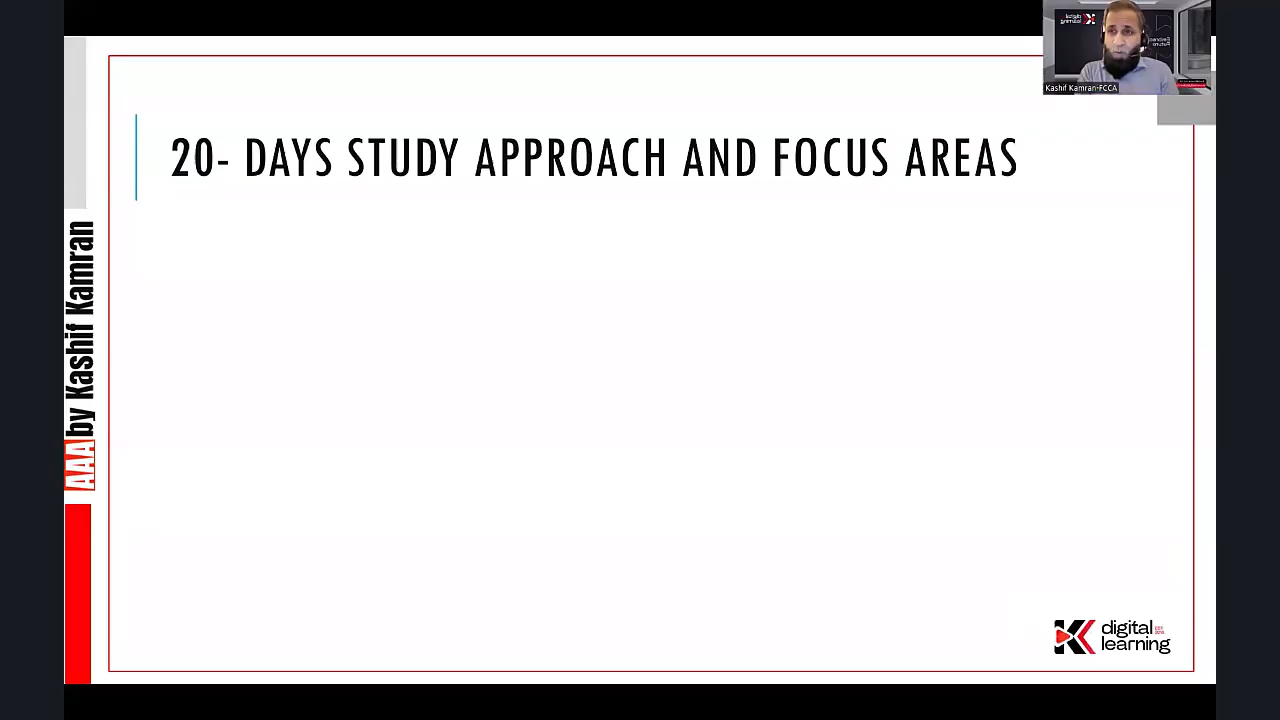 20- DAYS STUDY APPROACH AND FOCUS AREAS
Kashif Kamran-FCCA
AAA by Kashif Kamran
digital
learning